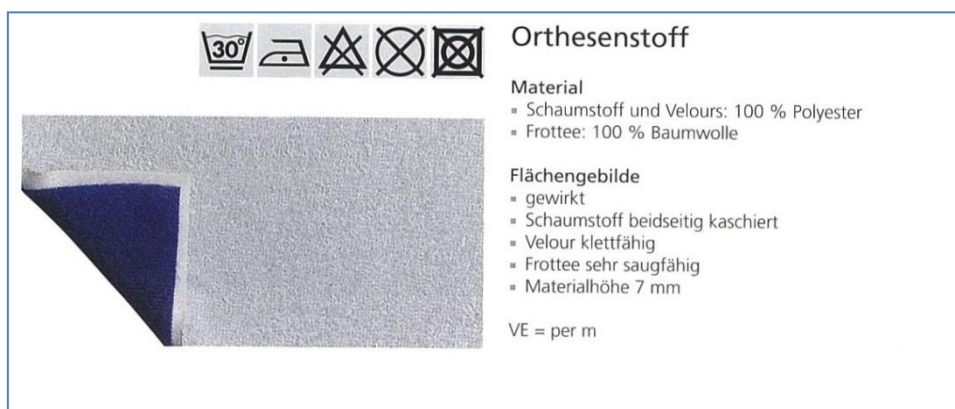 30°
Orthesenstoff
Material
▪ Schaumstoff und Velours: 100 % Polyester
▪ Frottee: 100 % Baumwolle
Flächengebilde
▪ gewirkt
▪ Schaumstoff beidseitig kaschiert
▪ Velour klettfähig
▪ Frottee sehr saugfähig
▪ Materialhöhe 7 mm
VE = per m